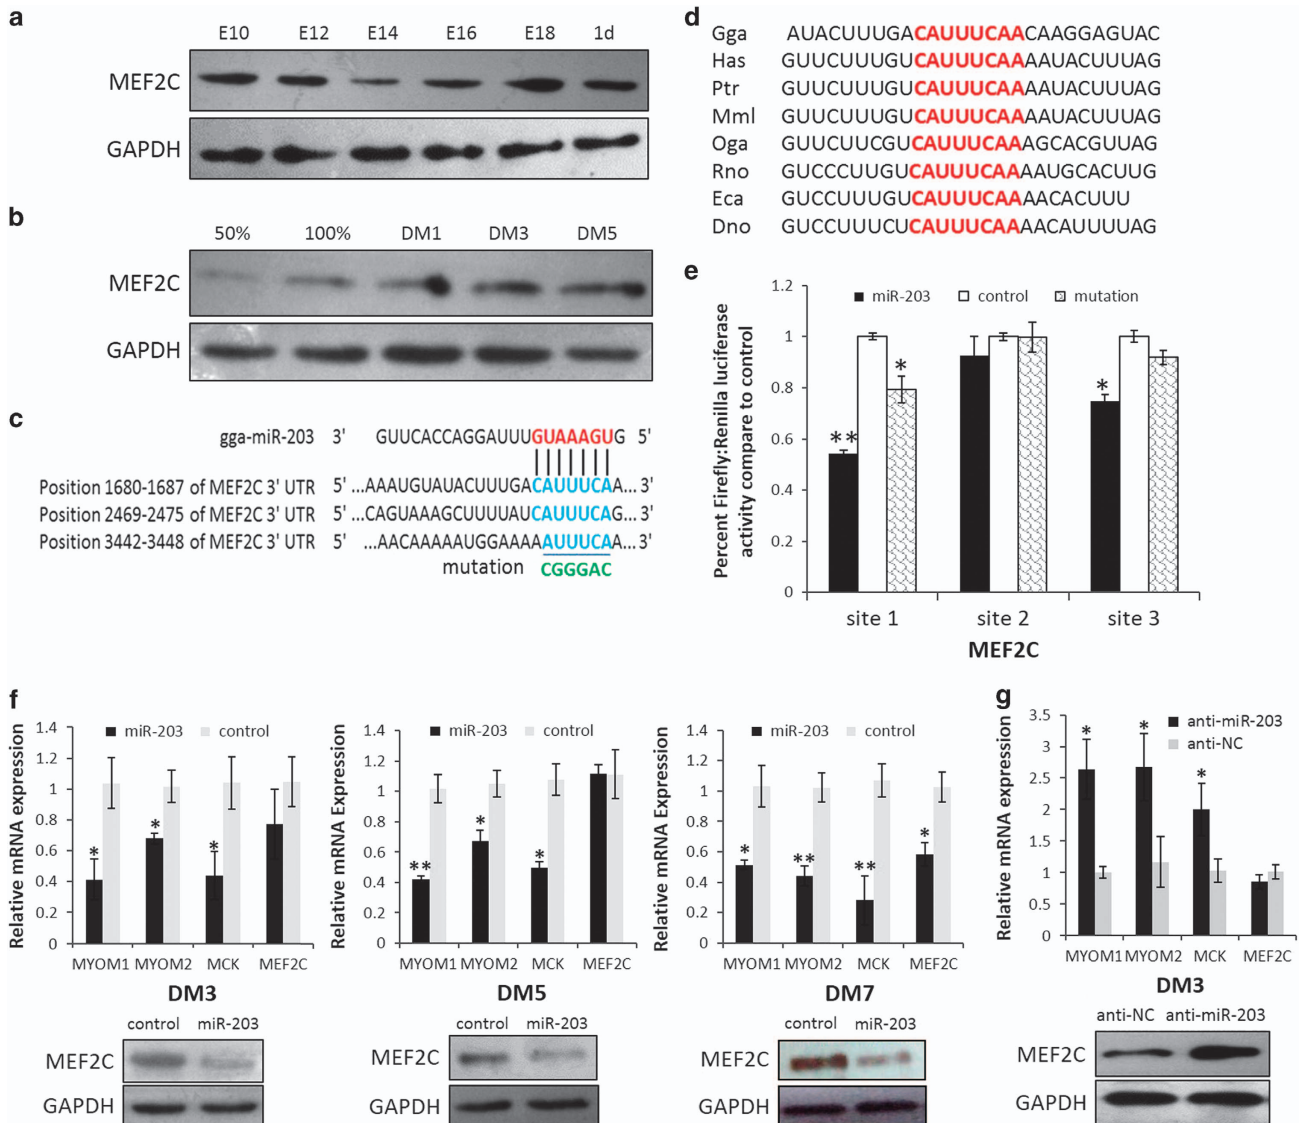 a
E10 E12 E14 E16 E18 1d
MEF2C
GAPDH
b
50% 100% DM1 DM3 DM5
MEF2C
GAPDH
c
gga-miR-203 3' GUUCACCAGGAUUUGUAAAGUG 5'
Position 1680-1687 of MEF2C 3' UTR 5' ...AAAUGUAUACUUUGACAUUUCAA... 3'
Position 2469-2475 of MEF2C 3' UTR 5' ...CAGUAAAGCUUUUAUCAUUUCAG... 3'
Position 3442-3448 of MEF2C 3' UTR 5' ...AACAAAAAUGGAAAAAUUUCAA... 3'
mutation CGGGAC
d
Gga AUACUUUGACAUUUCAACAAGGAGUAC
Has GUUCUUUGUCAUUUCAAAAUACUUUAG
Ptr GUUCUUUGUCAUUUCAAAAUACUUUAG
Mml GUUCUUUGUCAUUUCAAAAUACUUUAG
Oga GUUCUUCGUCAUUUCAAAGCACGUUAG
Rno GUCCCUUGUCAUUUCAAAAUGCACUUG
Eca GUCCUUUGUCAUUUCAAAACACUUU
Dno GUCCUUUCUCAUUUCAAAACAUUUUAG
e
Percent Firefly:Renilla luciferase
activity compare to control
1.2
1
0.8
0.6
0.4
0.2
0
miR-203 control mutation
** * *
site 1 site 2 site 3
MEF2C
f
Relative mRNA expression
1.4
1.2
1
0.8
0.6
0.4
0.2
0
miR-203 control
* * *
MYOM1 MYOM2 MCK MEF2C
DM3
control miR-203
MEF2C
GAPDH
Relative mRNA Expression
1.4
1.2
1
0.8
0.6
0.4
0.2
0
miR-203 control
** * *
MYOM1 MYOM2 MCK MEF2C
DM5
control miR-203
MEF2C
GAPDH
Relative mRNA Expression
1.4
1.2
1
0.8
0.6
0.4
0.2
0
miR-203 control
* ** ** *
MYOM1 MYOM2 MCK MEF2C
DM7
control miR-203
MEF2C
GAPDH
g
Relative mRNA expression
3.5
3
2.5
2
1.5
1
0.5
0
anti-miR-203
anti-NC
* * *
MYOM1 MYOM2 MCK MEF2C
DM3
anti-NC anti-miR-203
MEF2C
GAPDH